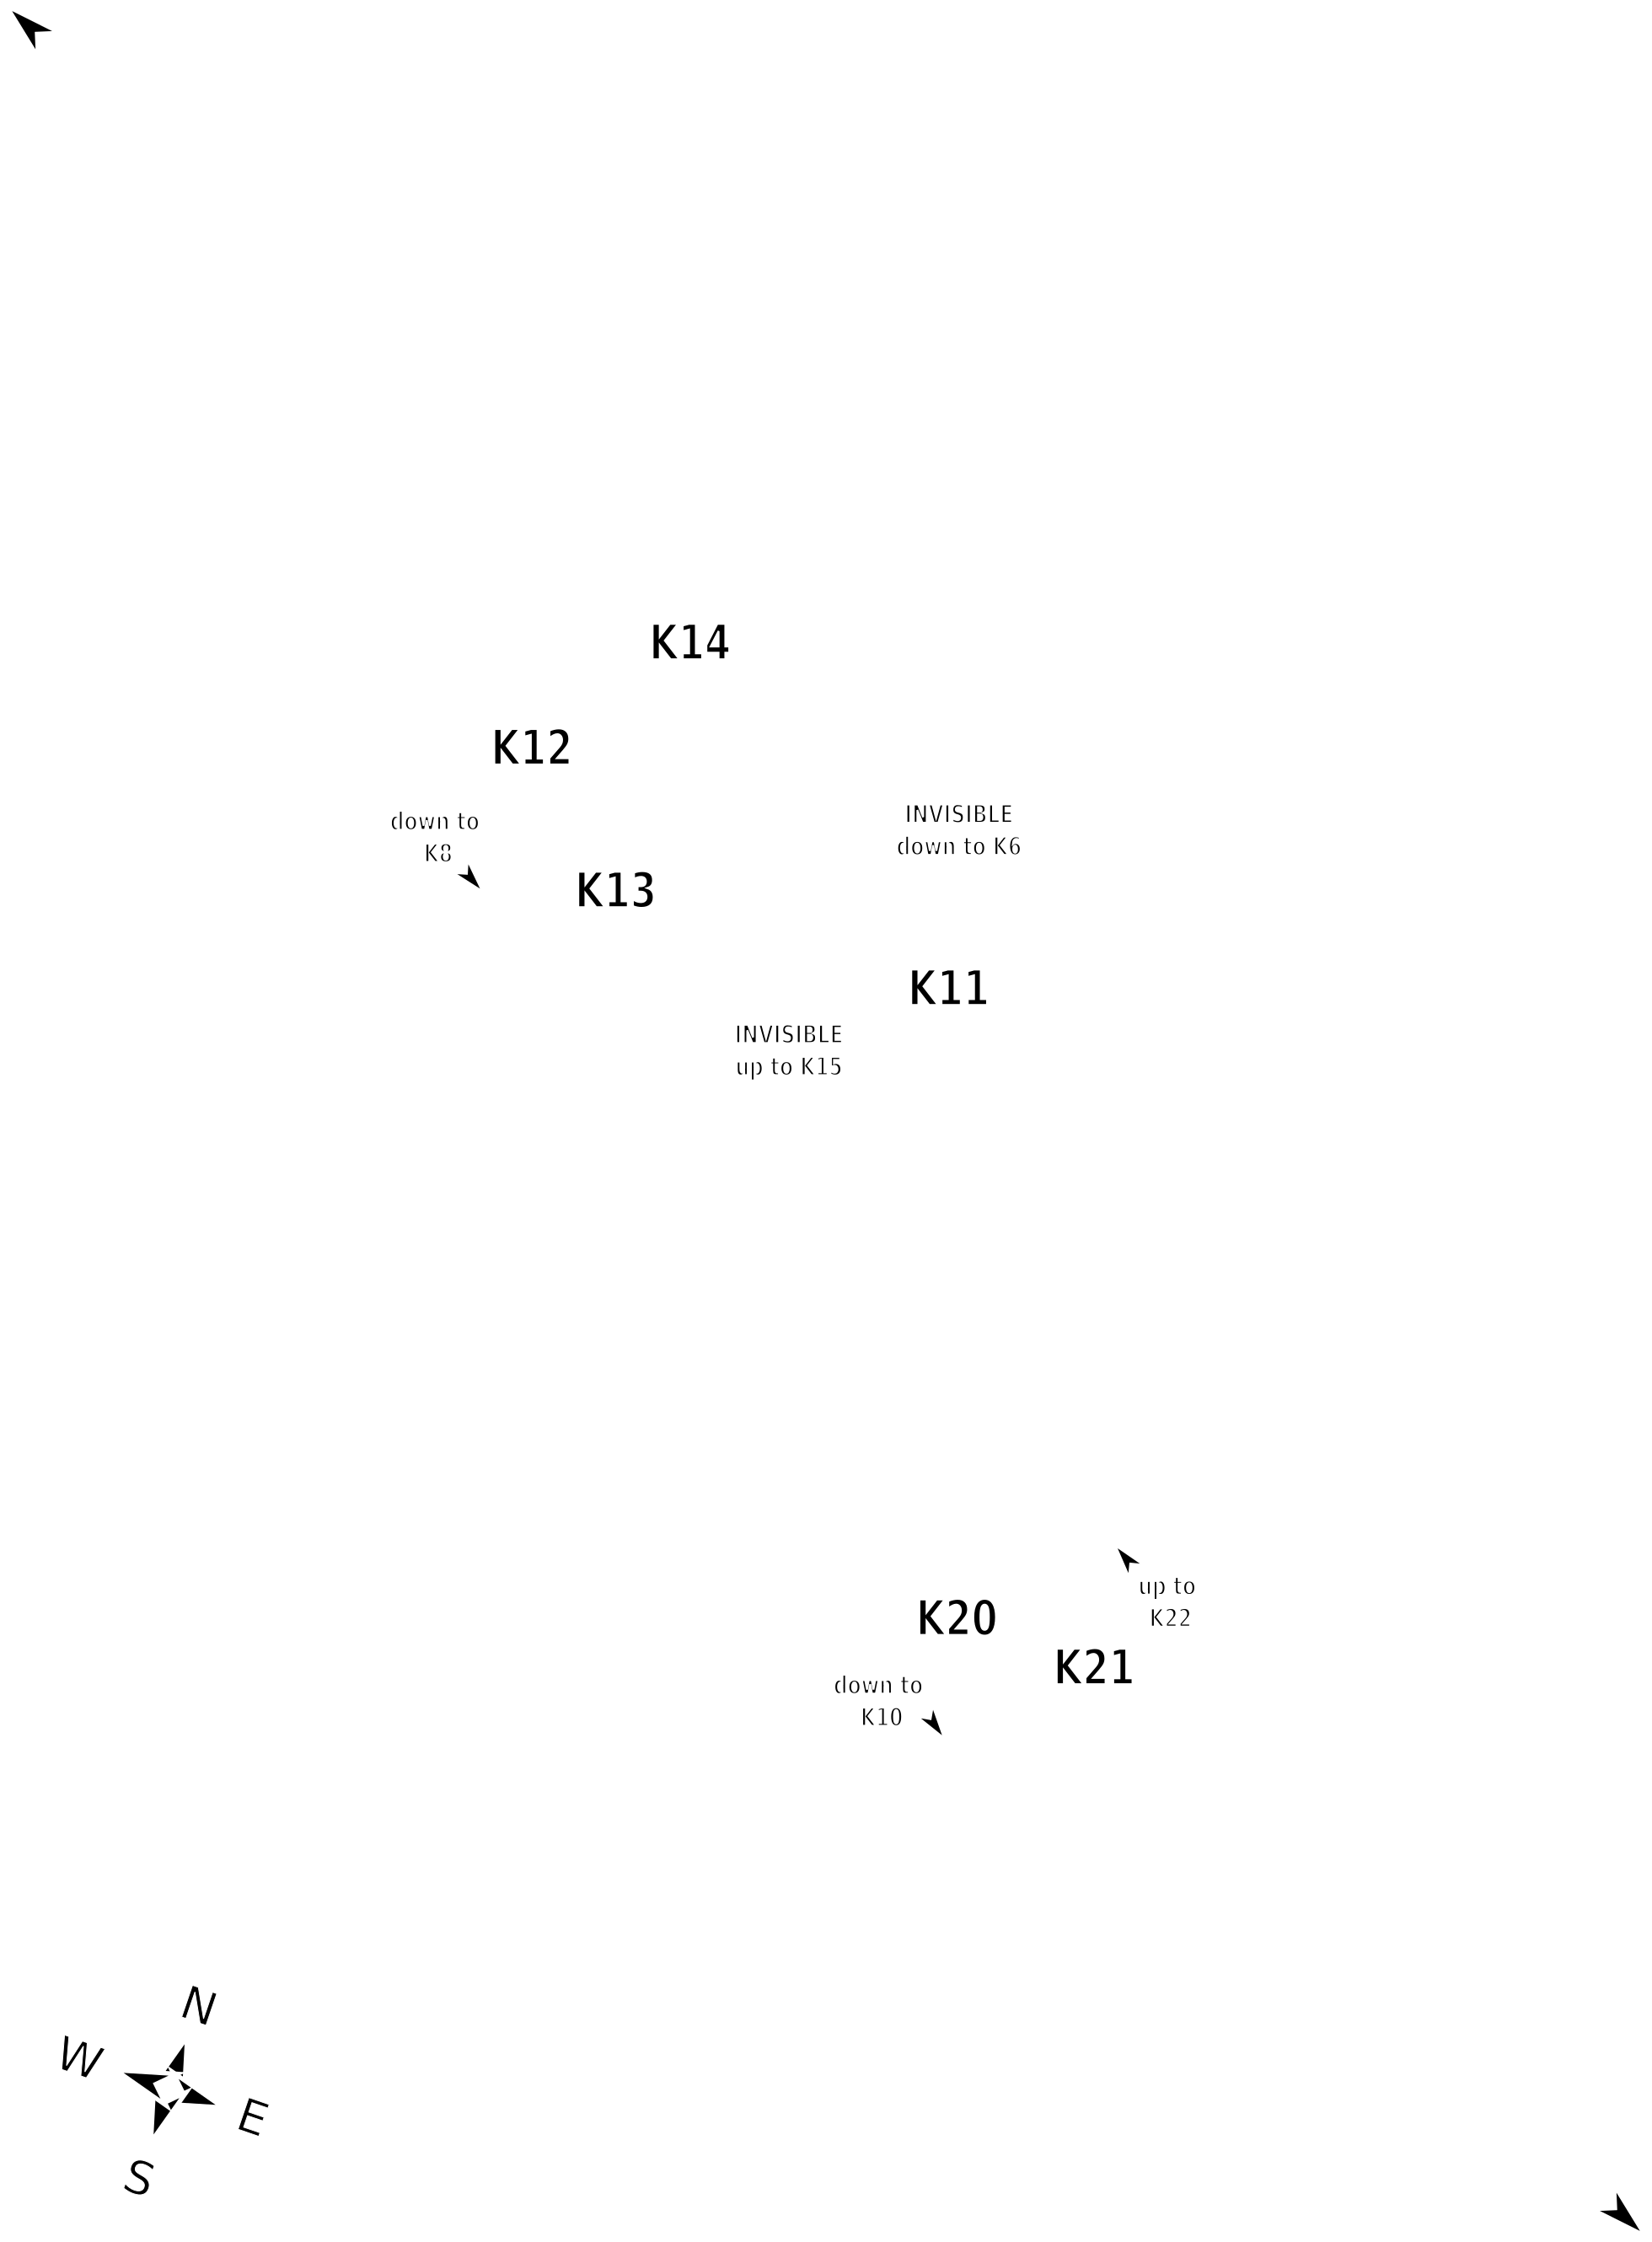 K14
K12
INVISIBLE
down to K6
down to
K8
K13
K11
INVISIBLE
up to K15
up to
K22
K20
K21
down to
K10
N
W
E
S